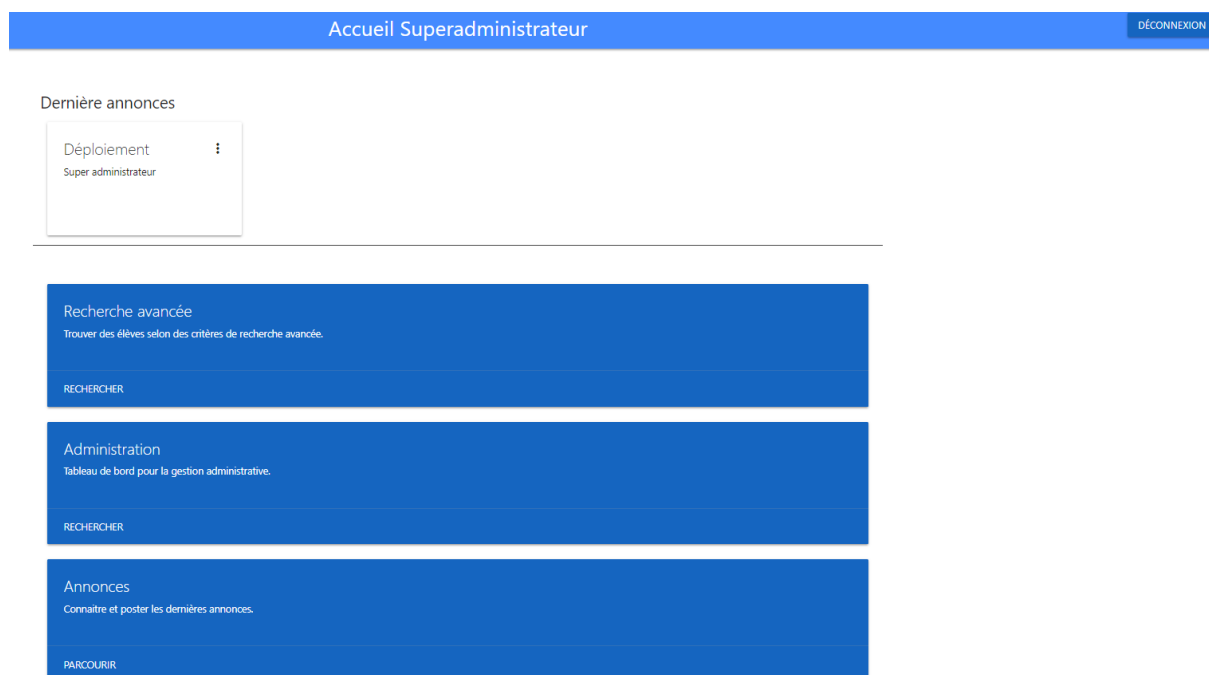 Accueil Superadministrateur
DÉCONNEXION
Dernière annonces
Déploiement
Super administrateur
Recherche avancée
Trouver des élèves selon des critères de recherche avancée.
RECHERCHER
Administration
Tableau de bord pour la gestion administrative.
RECHERCHER
Annonces
Connaitre et poster les dernières annonces.
PARCOURIR